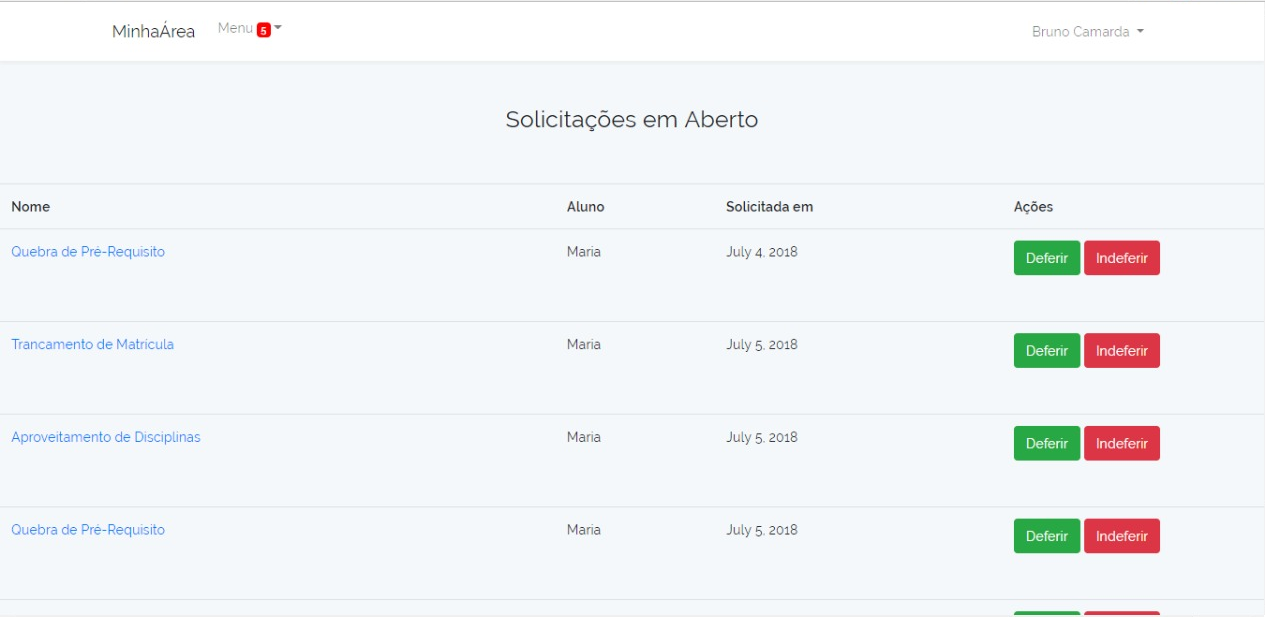 MinhaÁrea Menu 5 Bruno Camarda
Solicitações em Aberto
Nome Aluno Solicitada em Ações
Quebra de Pré-Requisito Maria July 4, 2018 Deferir Indeferir
Trancamento de Matrícula Maria July 5, 2018 Deferir Indeferir
Aproveitamento de Disciplinas Maria July 5, 2018 Deferir Indeferir
Quebra de Pré-Requisito Maria July 5, 2018 Deferir Indeferir